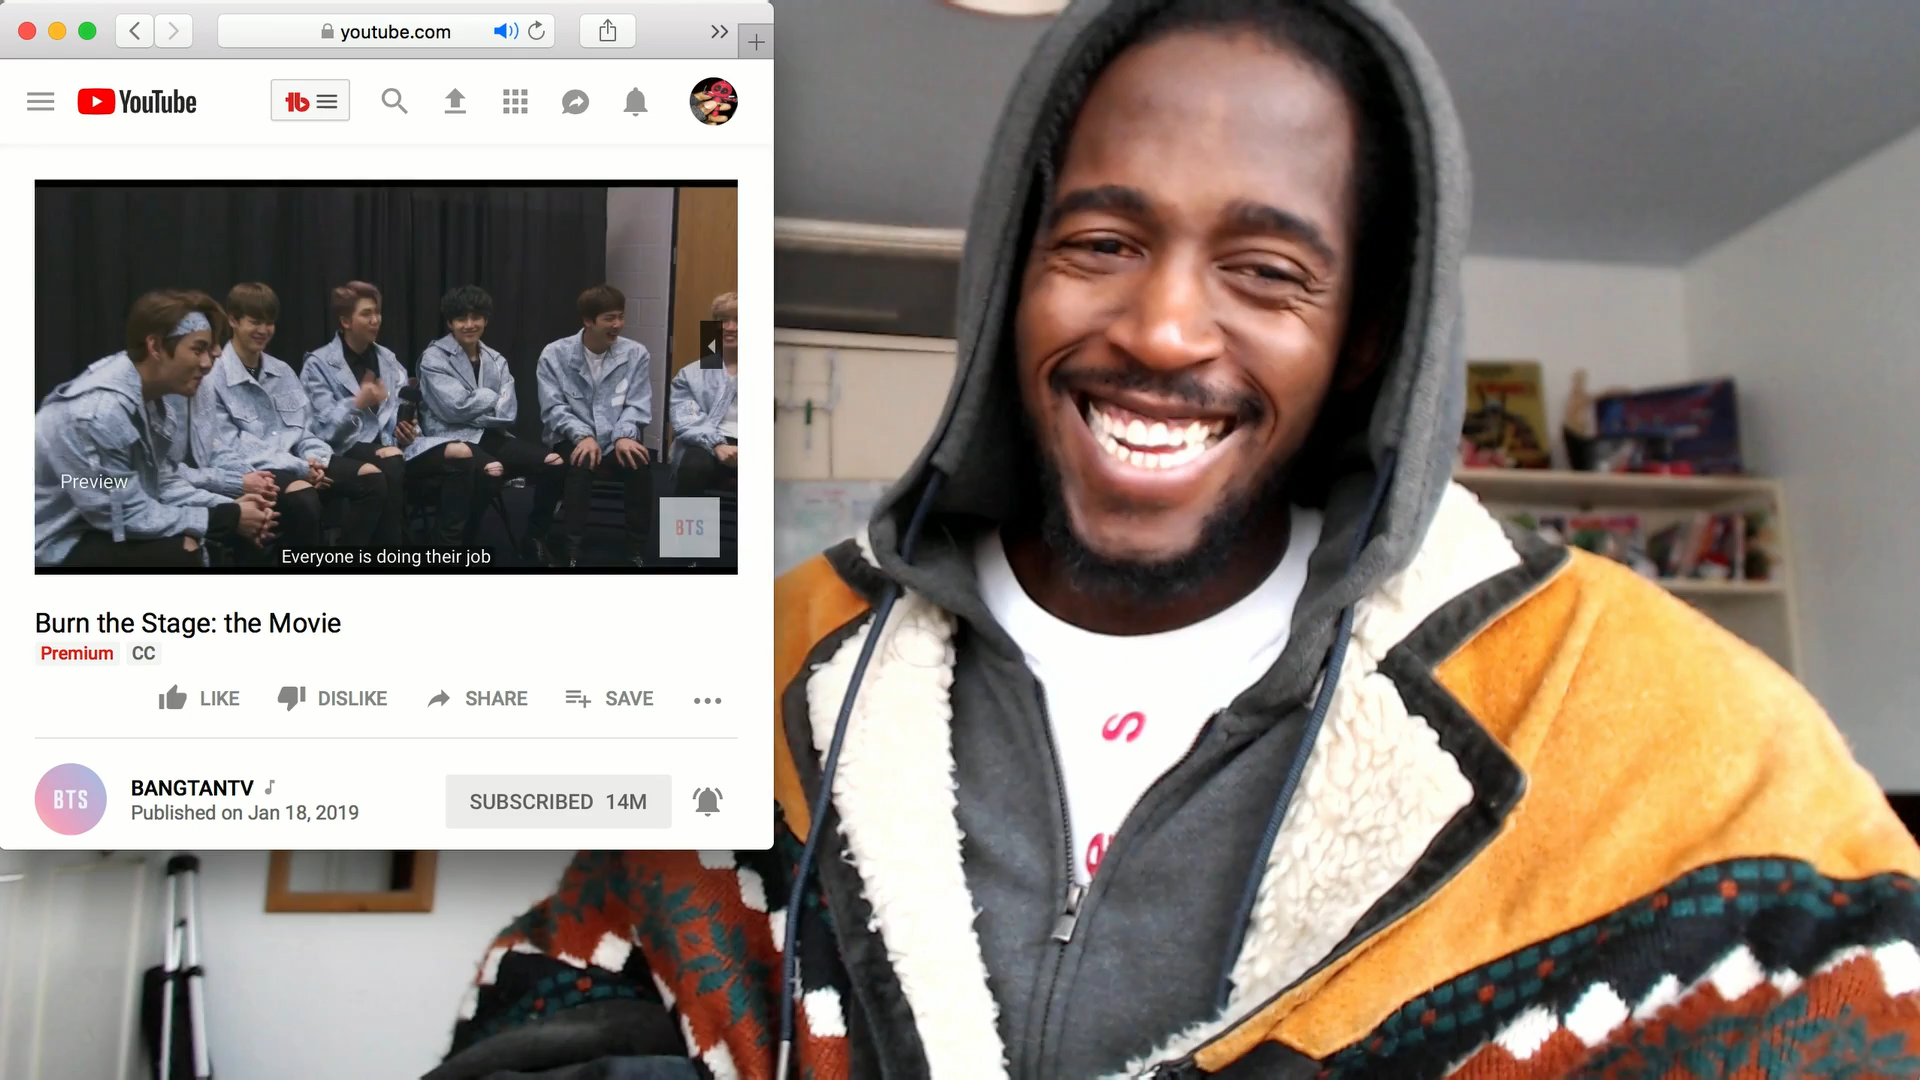 youtube.com
YouTube
tb
Preview
BTS
Everyone is doing their job
Burn the Stage: the Movie
Premium CC
LIKE DISLIKE SHARE SAVE
BTS
BANGTANTV
Published on Jan 18, 2019
SUBSCRIBED 14M
S